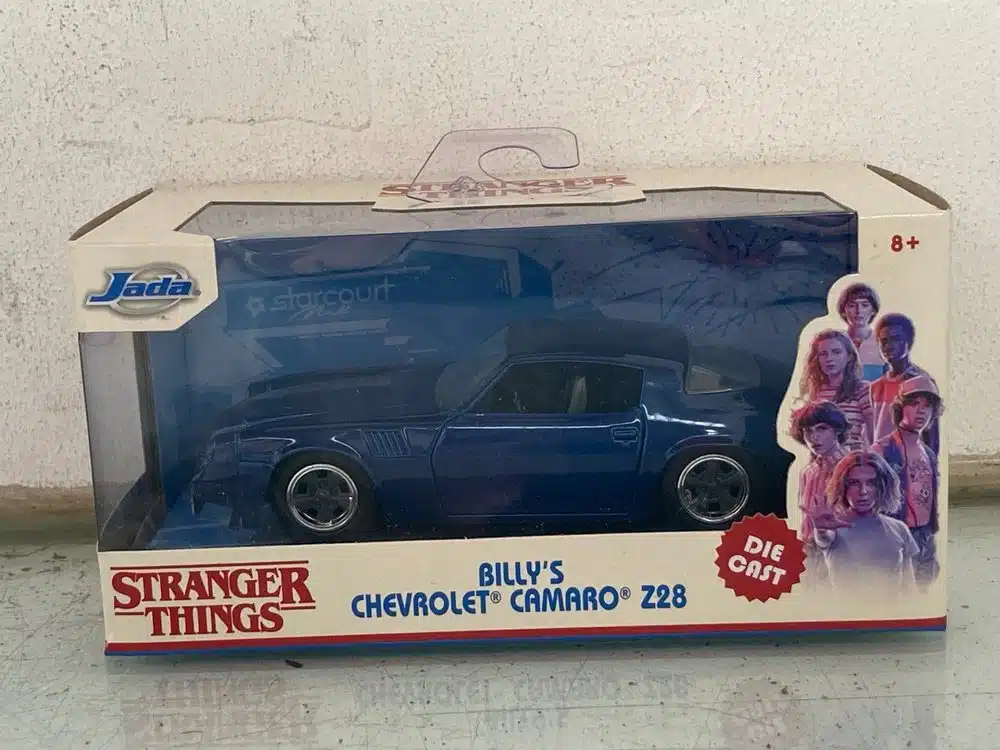 STRANGER
THINGS
8+
Jada
starcourt
STRANGER
THINGS
BILLY'S
CHEVROLET® CAMARO® Z28
DIE
CAST